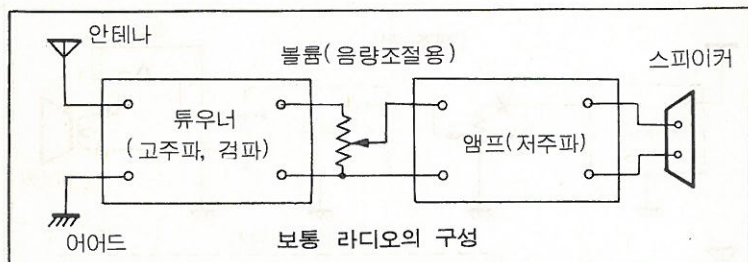 안테나
볼륨(음량조절용)
스피이커
튜우너
(고주파, 검파)
앰프(저주파)
어어드
보통 라디오의 구성